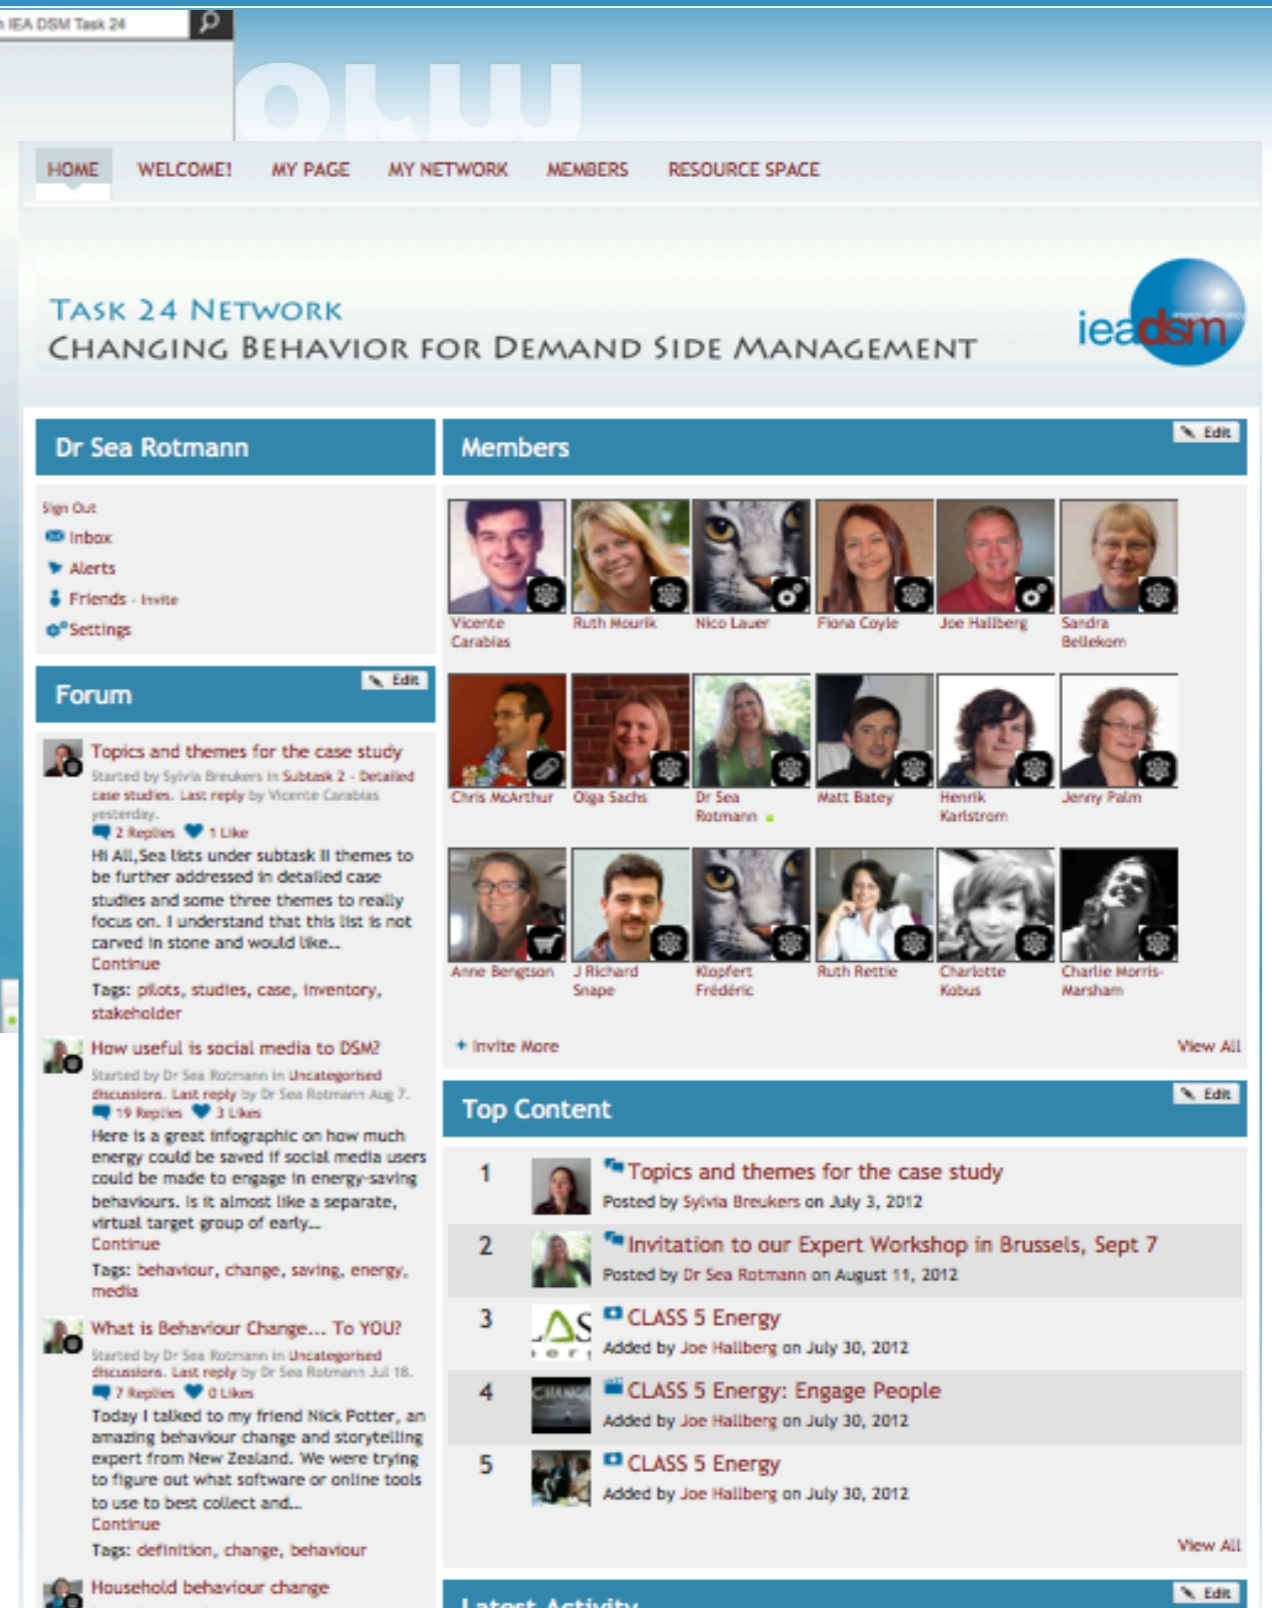 IEA DSM Task 24
HOME WELCOME! MY PAGE MY NETWORK MEMBERS RESOURCE SPACE
TASK 24 NETWORK
CHANGING BEHAVIOR FOR DEMAND SIDE MANAGEMENT
ieadsm
Dr Sea Rotmann
Sign Out
Inbox
Alerts
Friends - Invite
Settings
Forum
Edit
Topics and themes for the case study
Started by Sylvia Breukers in Subtask 2 - Detailed
case studies. Last reply by Vicente Carabias
yesterday.
2 Replies 1 Like
Hi All,Sea lists under subtask II themes to
be further addressed in detailed case
studies and some three themes to really
focus on. I understand that this list is not
carved in stone and would like…
Continue
Tags: pilots, studies, case, inventory,
stakeholder
How useful is social media to DSM?
Started by Dr Sea Rotmann in Uncategorised
discussions. Last reply by Dr Sea Rotmann Aug 7.
19 Replies 3 Likes
Here is a great infographic on how much
energy could be saved if social media users
could be made to engage in energy-saving
behaviours. Is it almost like a separate,
virtual target group of early…
Continue
Tags: behaviour, change, saving, energy,
media
What is Behaviour Change... To YOU?
Started by Dr Sea Rotmann in Uncategorised
discussions. Last reply by Dr Sea Rotmann Jul 18.
7 Replies 0 Likes
Today I talked to my friend Nick Potter, an
amazing behaviour change and storytelling
expert from New Zealand. We were trying
to figure out what software or online tools
to use to best collect and…
Continue
Tags: definition, change, behaviour
Household behaviour change
Members
Edit
Vicente
Carabias
Ruth Mourik
Nico Lauer
Fiona Coyle
Joe Hallberg
Sandra
Bellekom
Chris McArthur
Olga Sachs
Dr Sea
Rotmann
Matt Batey
Henrik
Karlstrom
Jenny Palm
Anne Bengtson
J Richard
Snape
Klopfert
Frédéric
Ruth Rettie
Charlotte
Kobus
Charlie Morris-
Marsham
+ Invite More
View All
Top Content
Edit
1
Topics and themes for the case study
Posted by Sylvia Breukers on July 3, 2012
2
Invitation to our Expert Workshop in Brussels, Sept 7
Posted by Dr Sea Rotmann on August 11, 2012
3
CLASS 5 Energy
Added by Joe Hallberg on July 30, 2012
4
CHANGE
CLASS 5 Energy: Engage People
Added by Joe Hallberg on July 30, 2012
5
CLASS 5 Energy
Added by Joe Hallberg on July 30, 2012
View All
Latest Activity
Edit